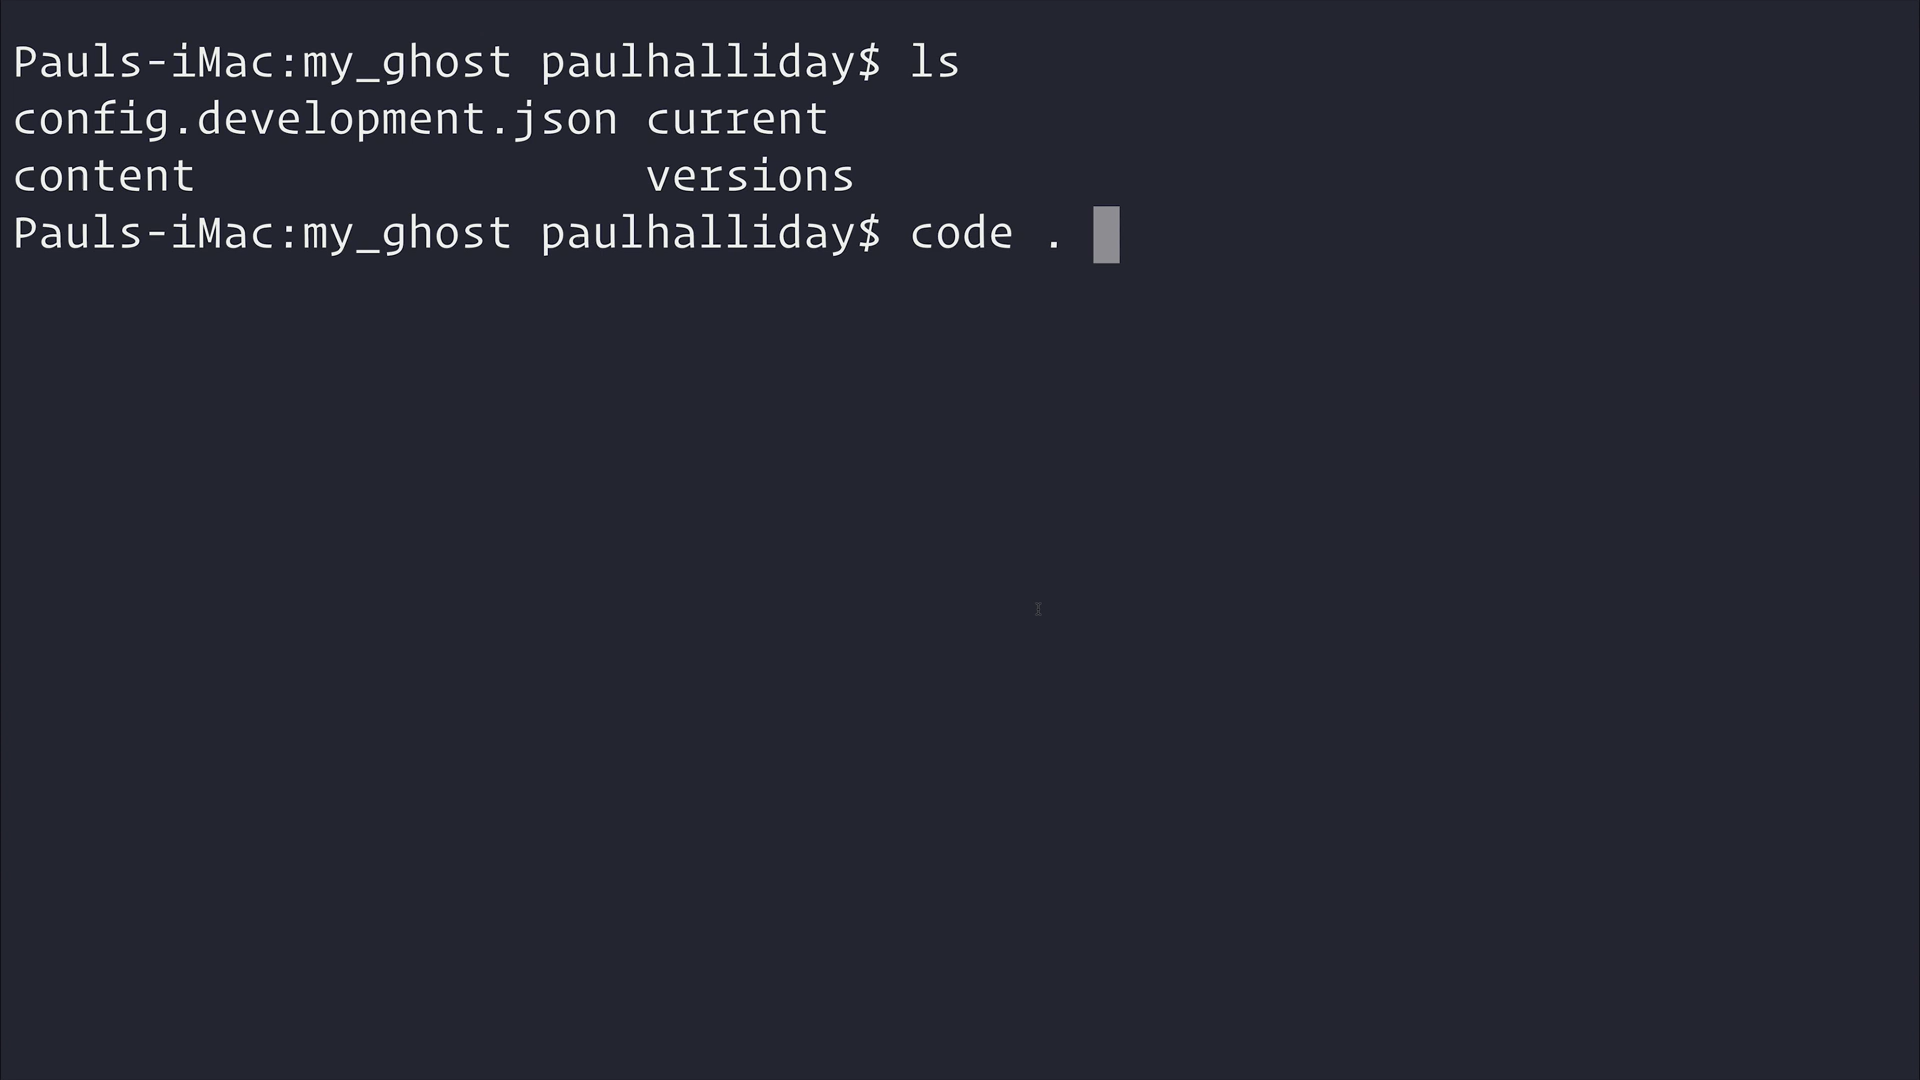 Pauls-iMac:my_ghost paulhalliday$ ls
config.development.json current
content                 versions
Pauls-iMac:my_ghost paulhalliday$ code .